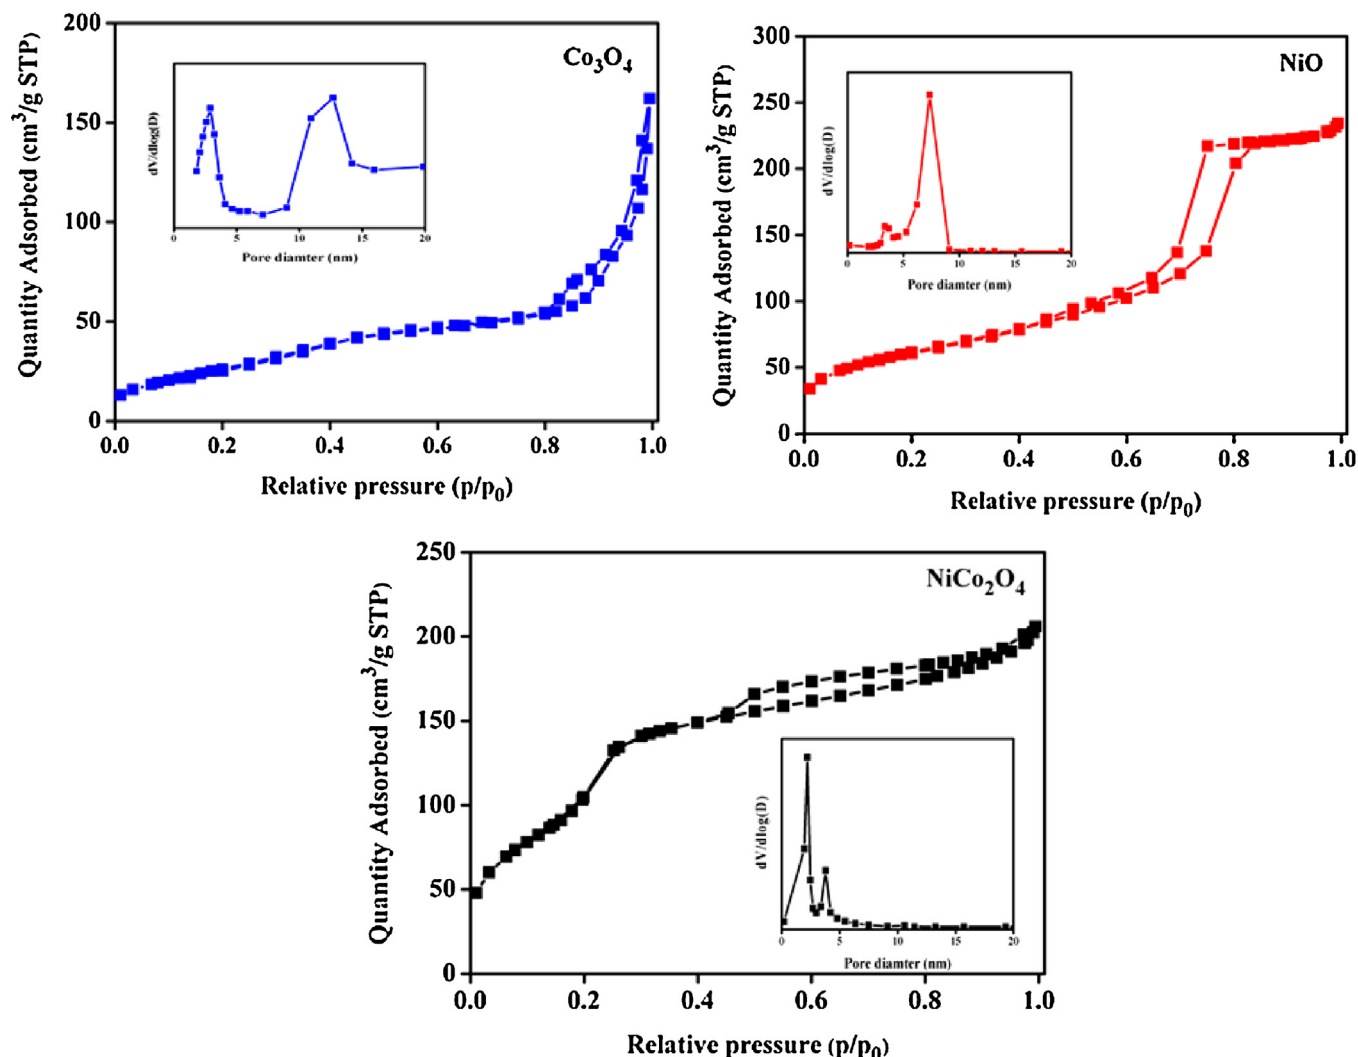 Co3O4
Quantity Adsorbed (cm3/g STP)
200
150
100
50
0
0.0 0.2 0.4 0.6 0.8 1.0
Relative pressure (p/p0)
dV/dlog(D)
0 5 10 15 20
Pore diamter (nm)
NiO
Quantity Adsorbed (cm3/g STP)
300
250
200
150
100
50
0
0.0 0.2 0.4 0.6 0.8 1.0
Relative pressure (p/p0)
dV/dlog(D)
0 5 10 15 20
Pore diamter (nm)
NiCo2O4
Quantity Adsorbed (cm3/g STP)
250
200
150
100
50
0
0.0 0.2 0.4 0.6 0.8 1.0
Relative pressure (p/p0)
dV/dlog(D)
0 5 10 15 20
Pore diamter (nm)